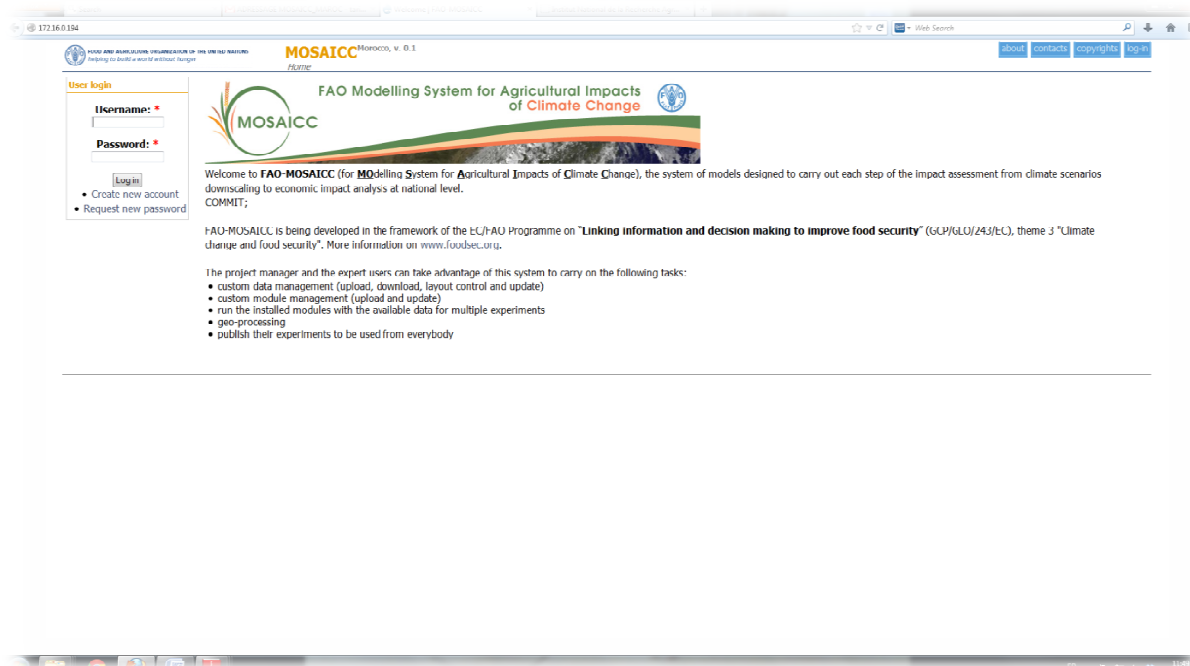 172.16.0.194
Web Search
FOOD AND AGRICULTURE ORGANIZATION OF THE UNITED NATIONS
helping to build a world without hunger
MOSAICC Morocco, v. 0.1
Home
about contacts copyrights log-in
User login
Username: *
Password: *
Log in
• Create new account
• Request new password
FAO Modelling System for Agricultural Impacts
of Climate Change
MOSAICC
Welcome to FAO-MOSAICC (for MOdelling System for Agricultural Impacts of Climate Change), the system of models designed to carry out each step of the impact assessment from climate scenarios
downscaling to economic impact analysis at national level.
COMMIT;
FAO-MOSAICC is being developed in the framework of the EC/FAO Programme on "Linking information and decision making to improve food security" (GCP/GLO/243/EC), theme 3 "Climate
change and food security". More information on www.foodsec.org.
The project manager and the expert users can take advantage of this system to carry on the following tasks:
• custom data management (upload, download, layout control and update)
• custom module management (upload and update)
• run the installed modules with the available data for multiple experiments
• geo-processing
• publish their experiments to be used from everybody